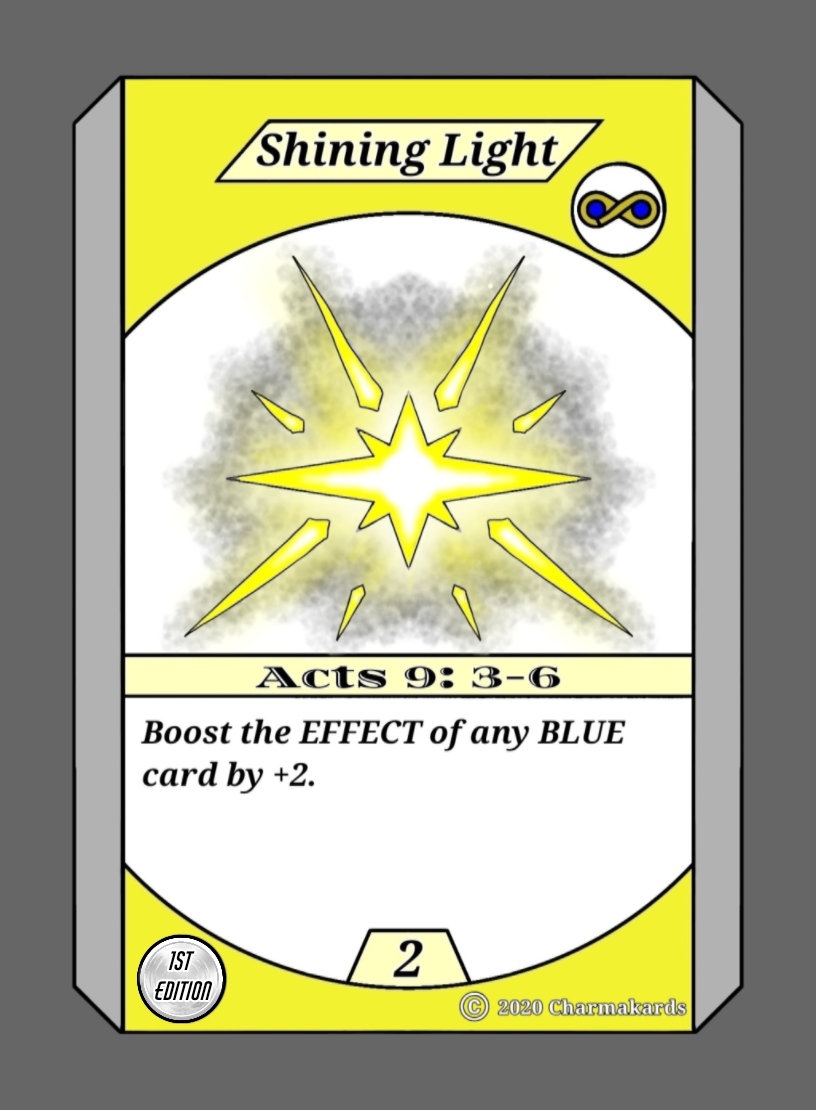 Shining Light
Acts 9: 3-6
Boost the EFFECT of any BLUE
card by +2.
2
1ST
EDITION
© 2020 Charmakards